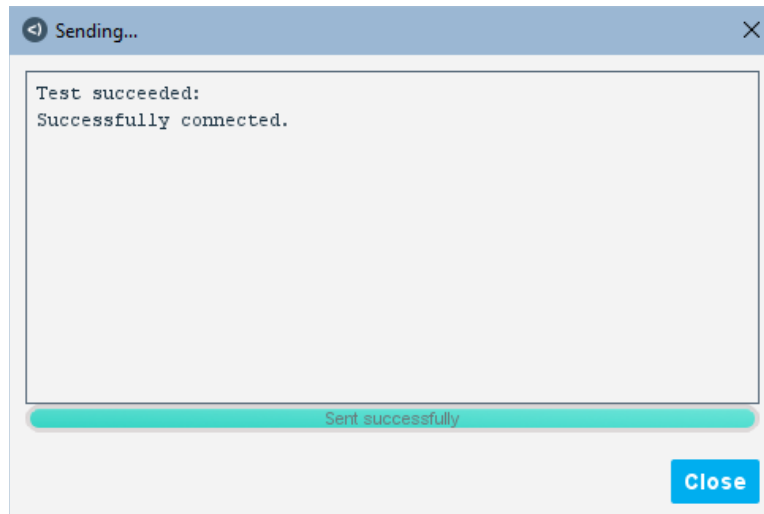 Sending...
Test succeeded:
Successfully connected.
Sent successfully
Close